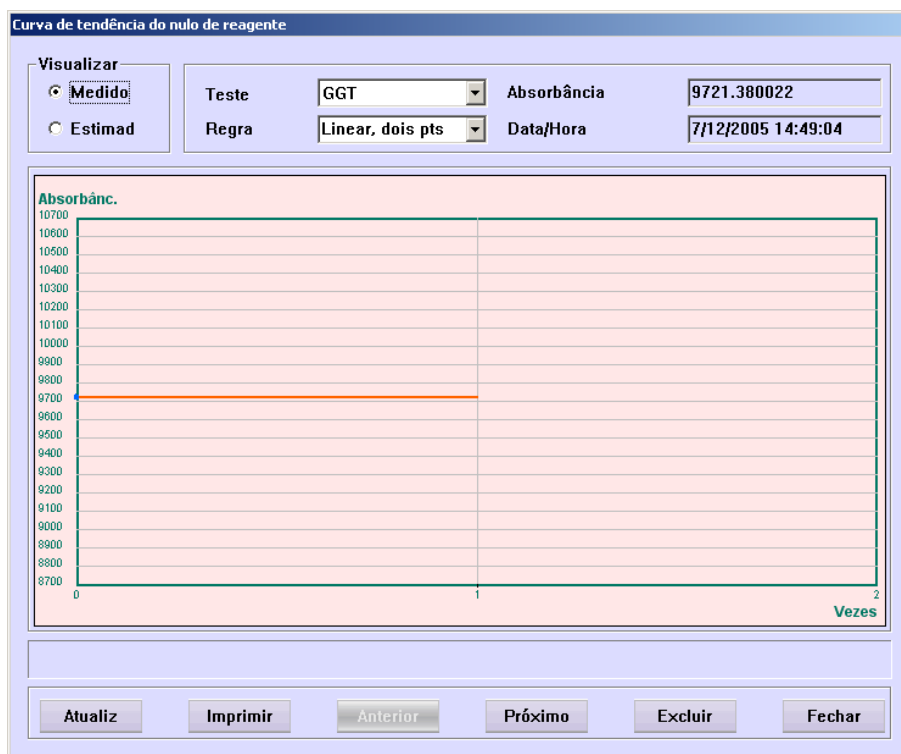 Curva de tendência do nulo de reagente
Visualizar
Medido
Estimad
Teste GGT Absorbância 9721.380022
Regra Linear, dois pts Data/Hora 7/12/2005 14:49:04
Absorbânc.
10700
10600
10500
10400
10300
10200
10100
10000
9900
9800
9700
9600
9500
9400
9300
9200
9100
9000
8900
8800
8700
0 1 2
Vezes
Atualiz Imprimir Anterior Próximo Excluir Fechar